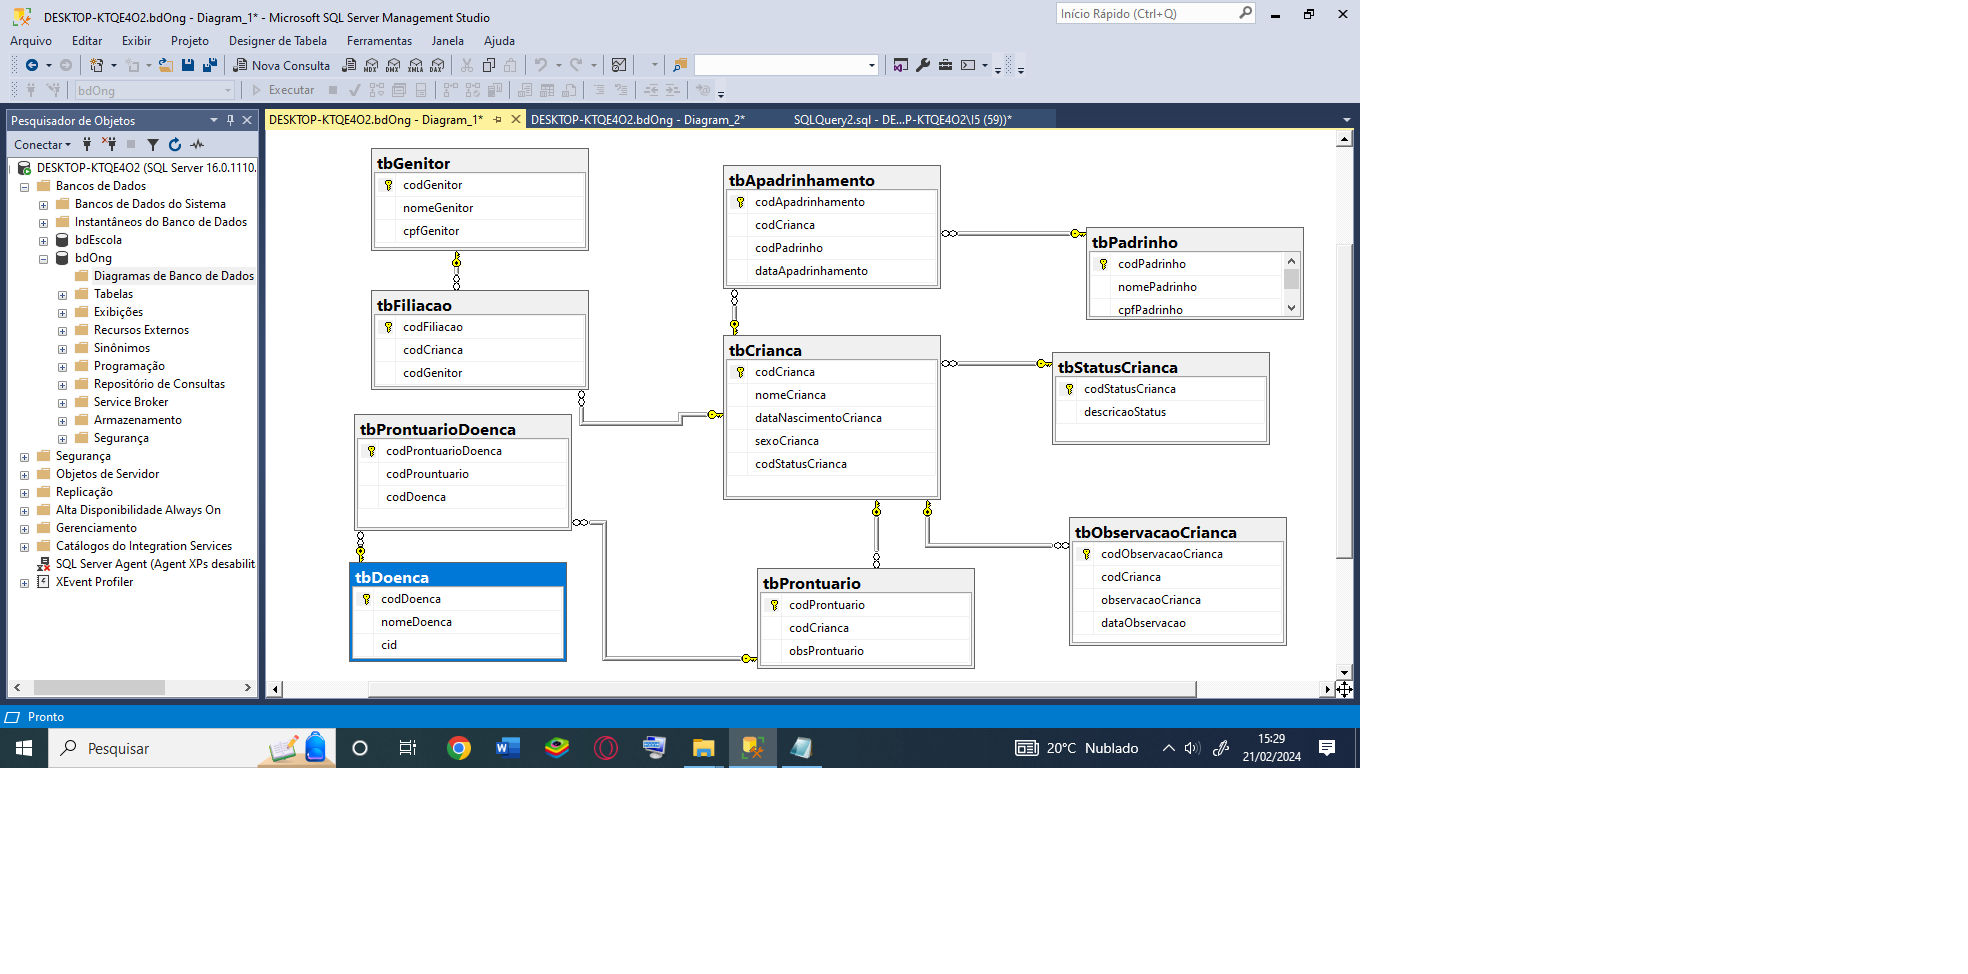 DESKTOP-KTQE4O2.bdOng - Diagram_1* - Microsoft SQL Server Management Studio
Início Rápido (Ctrl+Q)
Arquivo Editar Exibir Projeto Designer de Tabela Ferramentas Janela Ajuda
Nova Consulta
MDX DMX XMLA DAX
bdOng
Executar
Pesquisador de Objetos
Conectar
DESKTOP-KTQE4O2 (SQL Server 16.0.1110.
Bancos de Dados
Bancos de Dados do Sistema
Instantâneos do Banco de Dados
bdEscola
bdOng
Diagramas de Banco de Dados
Tabelas
Exibições
Recursos Externos
Sinônimos
Programação
Repositório de Consultas
Service Broker
Armazenamento
Segurança
Segurança
Objetos de Servidor
Replicação
Alta Disponibilidade Always On
Gerenciamento
Catálogos do Integration Services
SQL Server Agent (Agent XPs desabilit
XEvent Profiler
DESKTOP-KTQE4O2.bdOng - Diagram_1*
DESKTOP-KTQE4O2.bdOng - Diagram_2*
SQLQuery2.sql - DE...P-KTQE4O2\I5 (59))*
tbGenitor
codGenitor
nomeGenitor
cpfGenitor
tbFiliacao
codFiliacao
codCrianca
codGenitor
tbProntuarioDoenca
codProntuarioDoenca
codPrountuario
codDoenca
tbDoenca
codDoenca
nomeDoenca
cid
tbApadrinhamento
codApadrinhamento
codCrianca
codPadrinho
dataApadrinhamento
tbCrianca
codCrianca
nomeCrianca
dataNascimentoCrianca
sexoCrianca
codStatusCrianca
tbProntuario
codProntuario
codCrianca
obsProntuario
tbPadrinho
codPadrinho
nomePadrinho
cpfPadrinho
tbStatusCrianca
codStatusCrianca
descricaoStatus
tbObservacaoCrianca
codObservacaoCrianca
codCrianca
observacaoCrianca
dataObservacao
Pronto
Pesquisar
20°C Nublado
15:29
21/02/2024